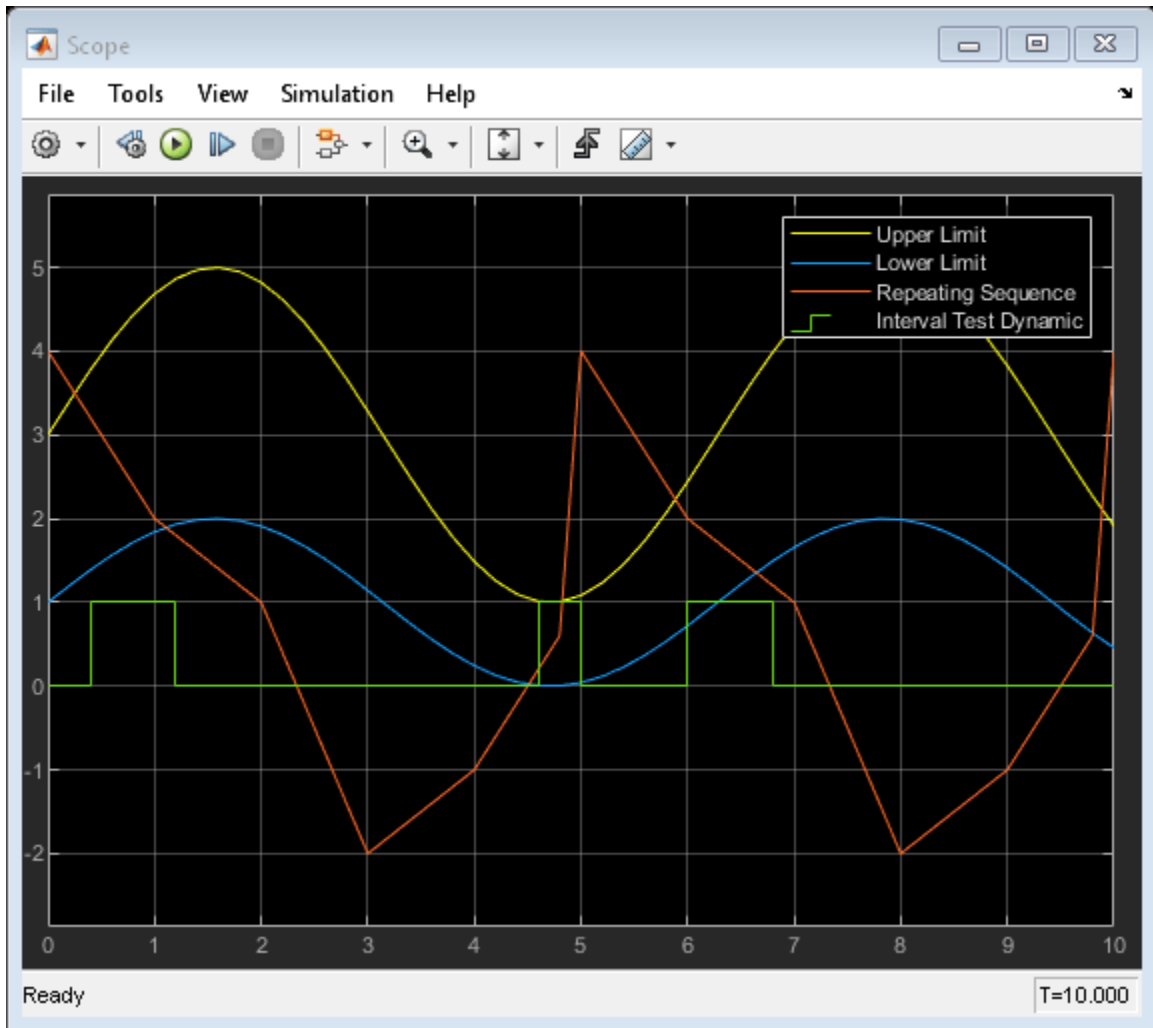 Scope
File Tools View Simulation Help
Upper Limit
Lower Limit
Repeating Sequence
Interval Test Dynamic
5
4
3
2
1
0
-1
-2
0 1 2 3 4 5 6 7 8 9 10
Ready T=10.000